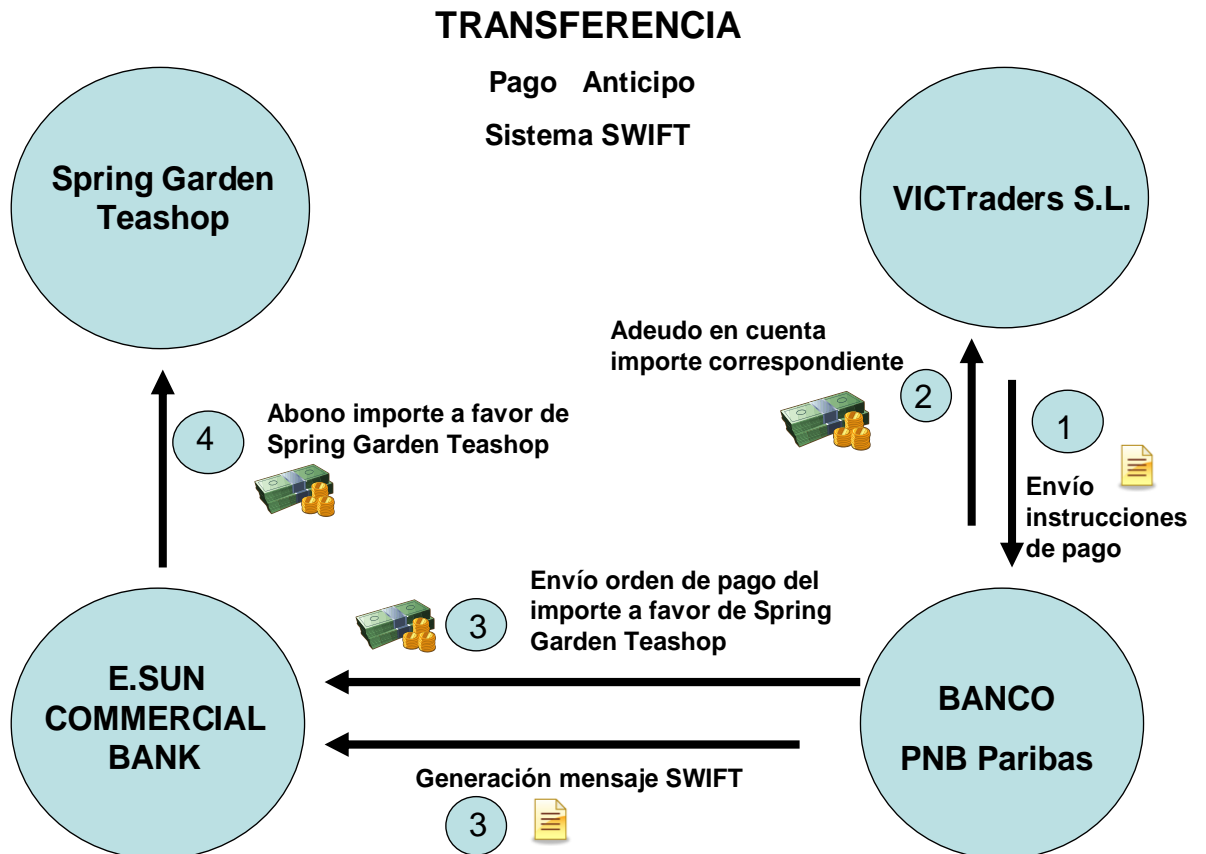 TRANSFERENCIA
Pago Anticipo
Sistema SWIFT
Spring Garden
Teashop
VICTraders S.L.
Adeudo en cuenta
importe correspondiente
2
1
Envío
instrucciones
de pago
4
Abono importe a favor de
Spring Garden Teashop
Envío orden de pago del
importe a favor de Spring
Garden Teashop
3
E.SUN
COMMERCIAL
BANK
BANCO
PNB Paribas
Generación mensaje SWIFT
3